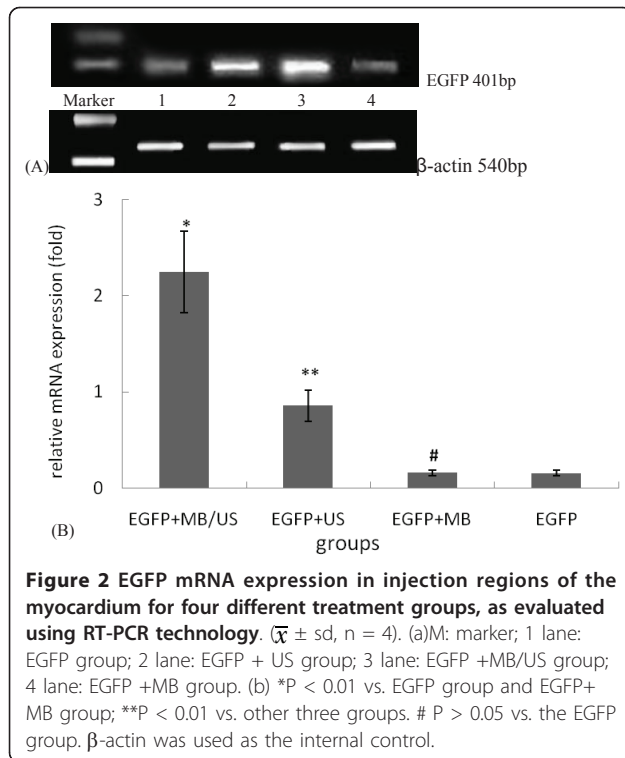 EGFP 401bp
Marker 1 2 3 4
(A) β-actin 540bp
3
2
1
0
relative mRNA expression (fold)
*
**
#
EGFP+MB/US EGFP+US EGFP+MB EGFP
(B) groups
Figure 2 EGFP mRNA expression in injection regions of the
myocardium for four different treatment groups, as evaluated
using RT-PCR technology. (x̅ ± sd, n = 4). (a)M: marker; 1 lane:
EGFP group; 2 lane: EGFP + US group; 3 lane: EGFP +MB/US group;
4 lane: EGFP +MB group. (b) *P < 0.01 vs. EGFP group and EGFP+
MB group; **P < 0.01 vs. other three groups. # P > 0.05 vs. the EGFP
group. β-actin was used as the internal control.